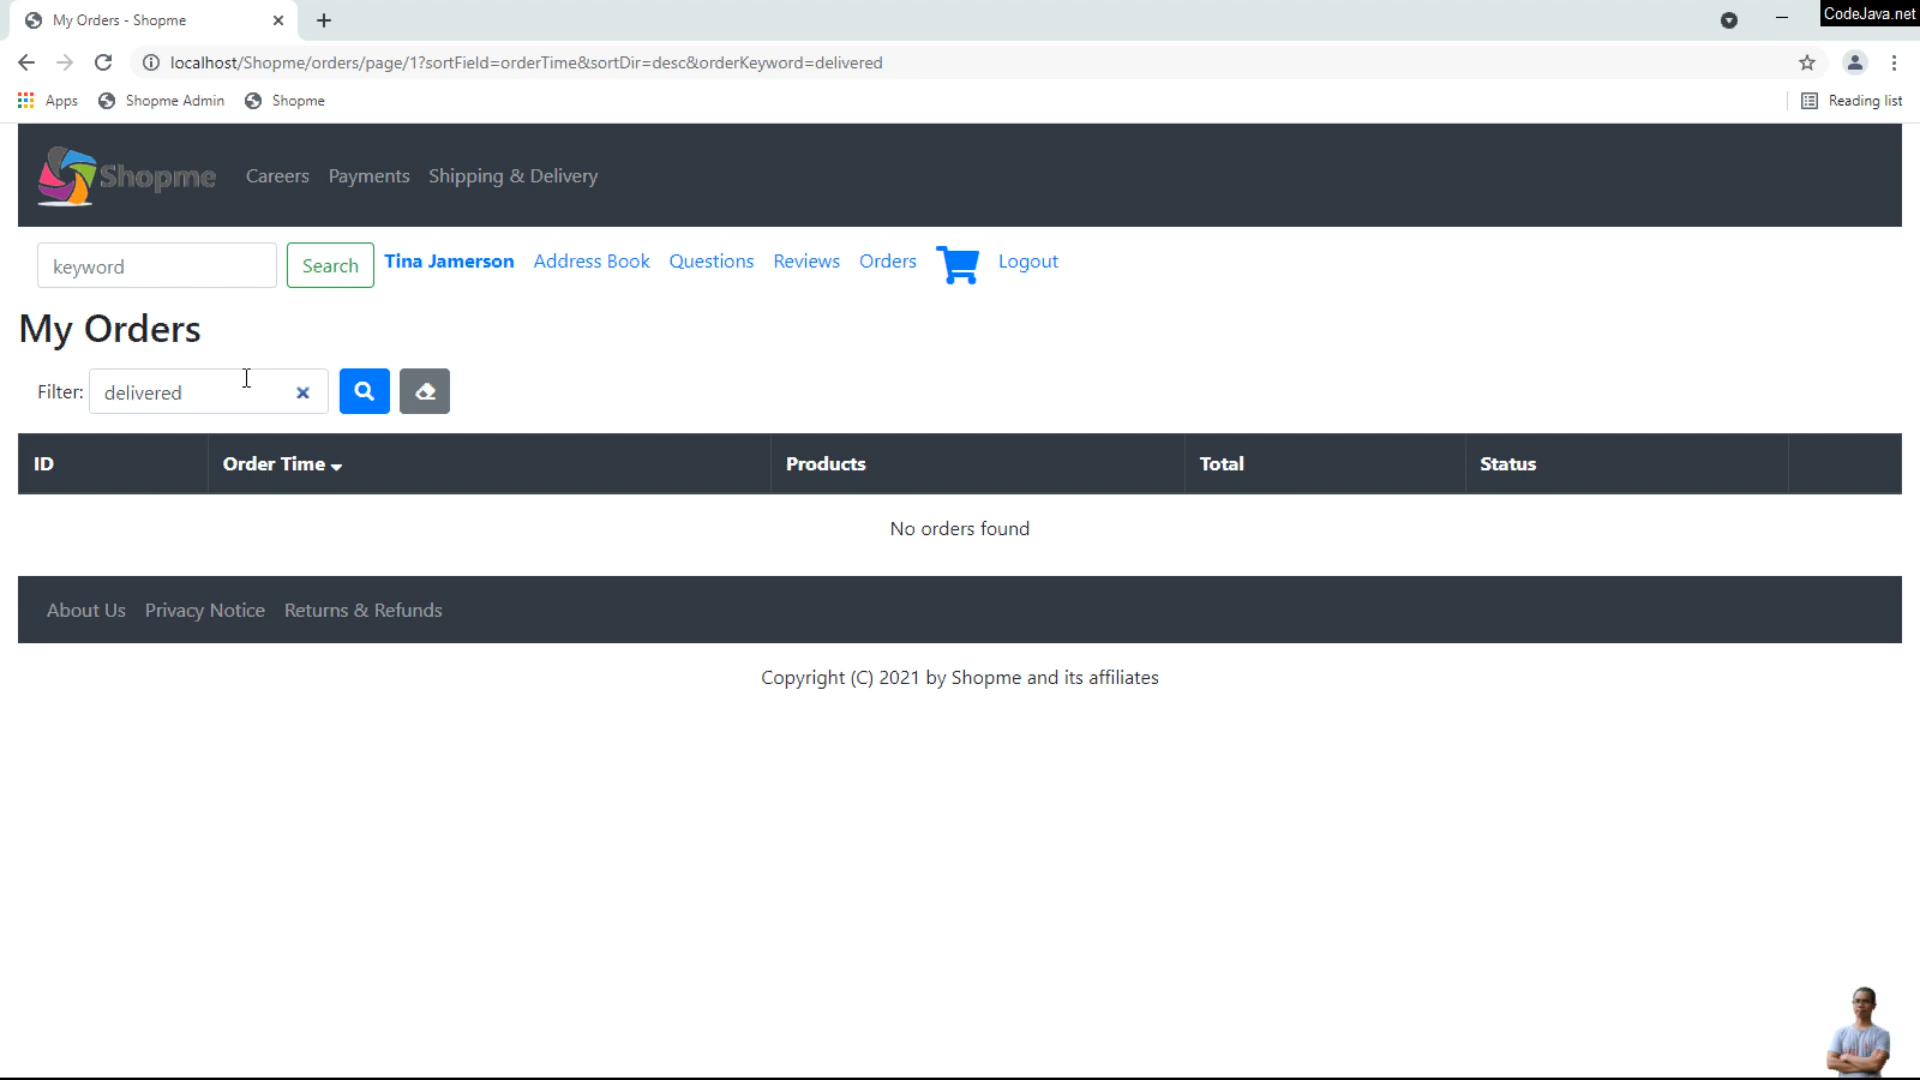 My Orders - Shopme
CodeJava.net
localhost/Shopme/orders/page/1?sortField=orderTime&sortDir=desc&orderKeyword=delivered
Apps Shopme Admin Shopme Reading list
Shopme Careers Payments Shipping & Delivery
keyword Search Tina Jamerson Address Book Questions Reviews Orders Logout
My Orders
Filter: delivered
ID Order Time Products Total Status
No orders found
About Us Privacy Notice Returns & Refunds
Copyright (C) 2021 by Shopme and its affiliates